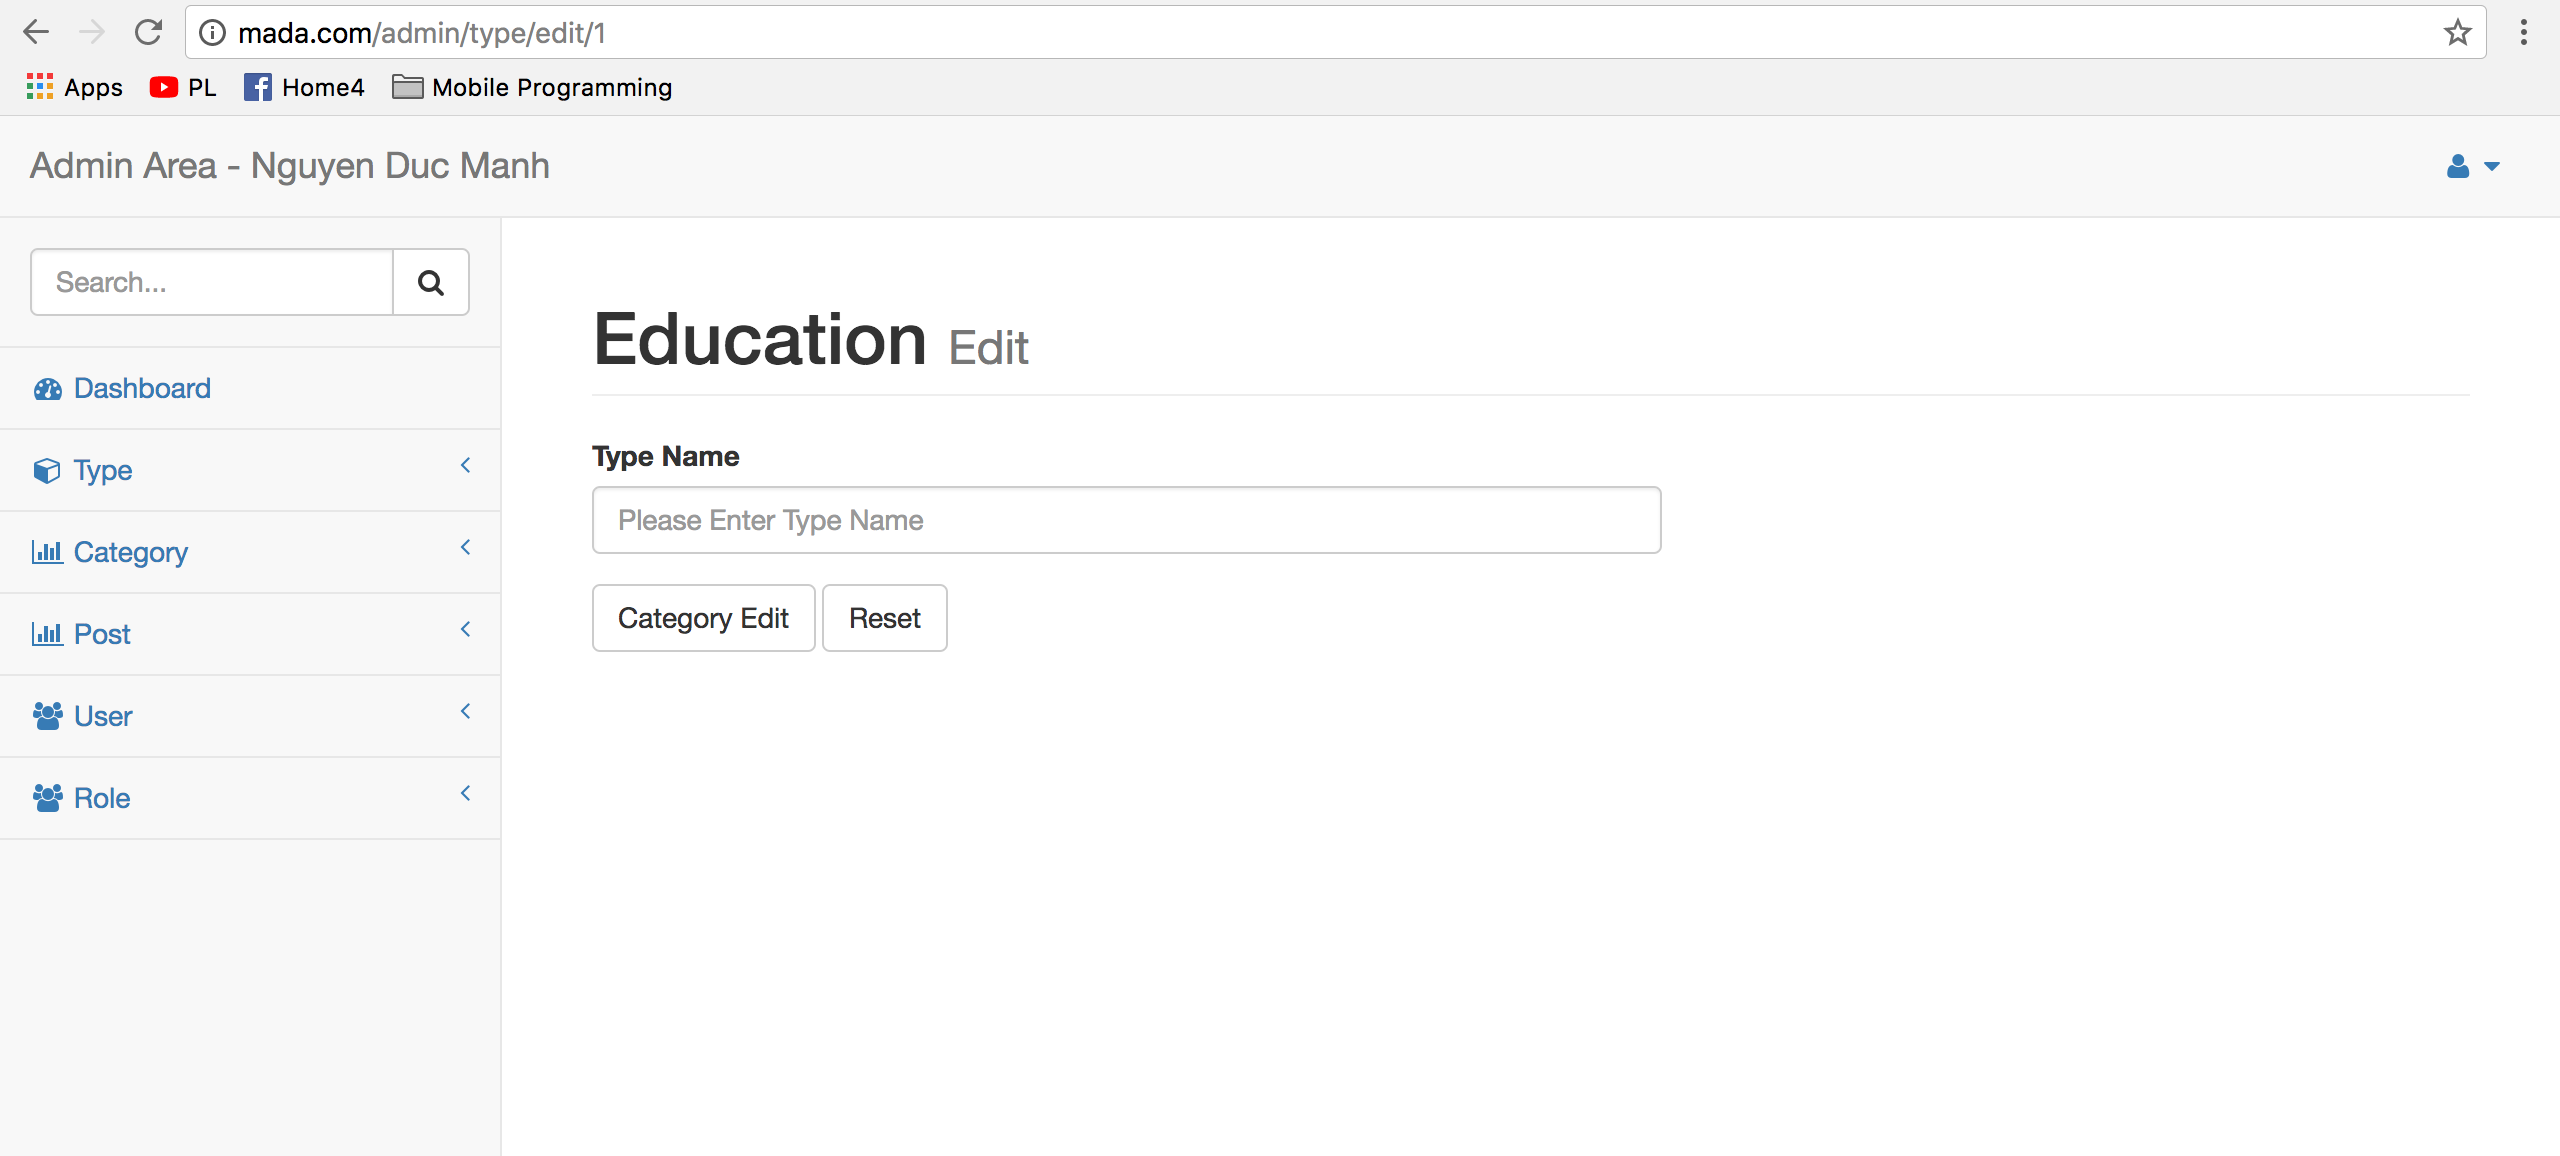 mada.com/admin/type/edit/1
Apps PL Home4 Mobile Programming
Admin Area - Nguyen Duc Manh
Search...
Dashboard
Type
Category
Post
User
Role
Education Edit
Type Name
Please Enter Type Name
Category Edit Reset